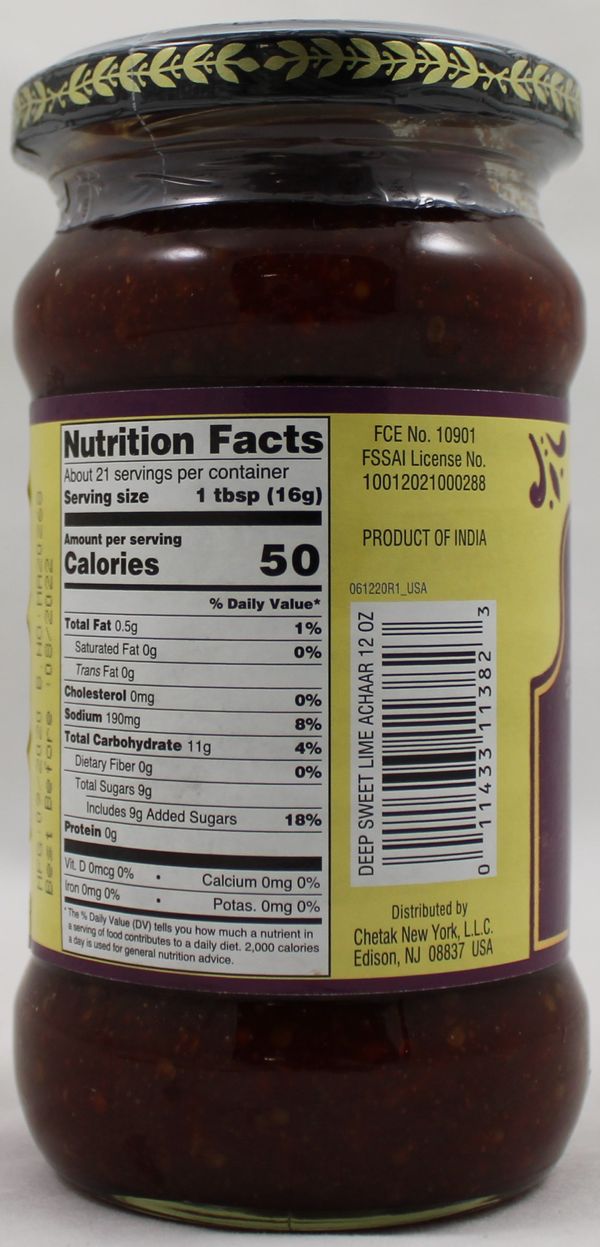 Nutrition Facts
About 21 servings per container
Serving size 1 tbsp (16g)
Amount per serving
Calories 50
% Daily Value*
Total Fat 0.5g 1%
Saturated Fat 0g 0%
Trans Fat 0g
Cholesterol 0mg 0%
Sodium 190mg 8%
Total Carbohydrate 11g 4%
Dietary Fiber 0g 0%
Total Sugars 9g
Includes 9g Added Sugars 18%
Protein 0g
Vit. D 0mcg 0% • Calcium 0mg 0%
Iron 0mg 0% • Potas. 0mg 0%
* The % Daily Value (DV) tells you how much a nutrient in
a serving of food contributes to a daily diet. 2,000 calories
a day is used for general nutrition advice.
FCE No. 10901
FSSAI License No.
10012021000288
PRODUCT OF INDIA
061220R1_USA
DEEP SWEET LIME ACHAAR 12 OZ
0 11433 11382 3
Distributed by
Chetak New York, L.L.C.
Edison, NJ 08837 USA
Best Before :08/2022